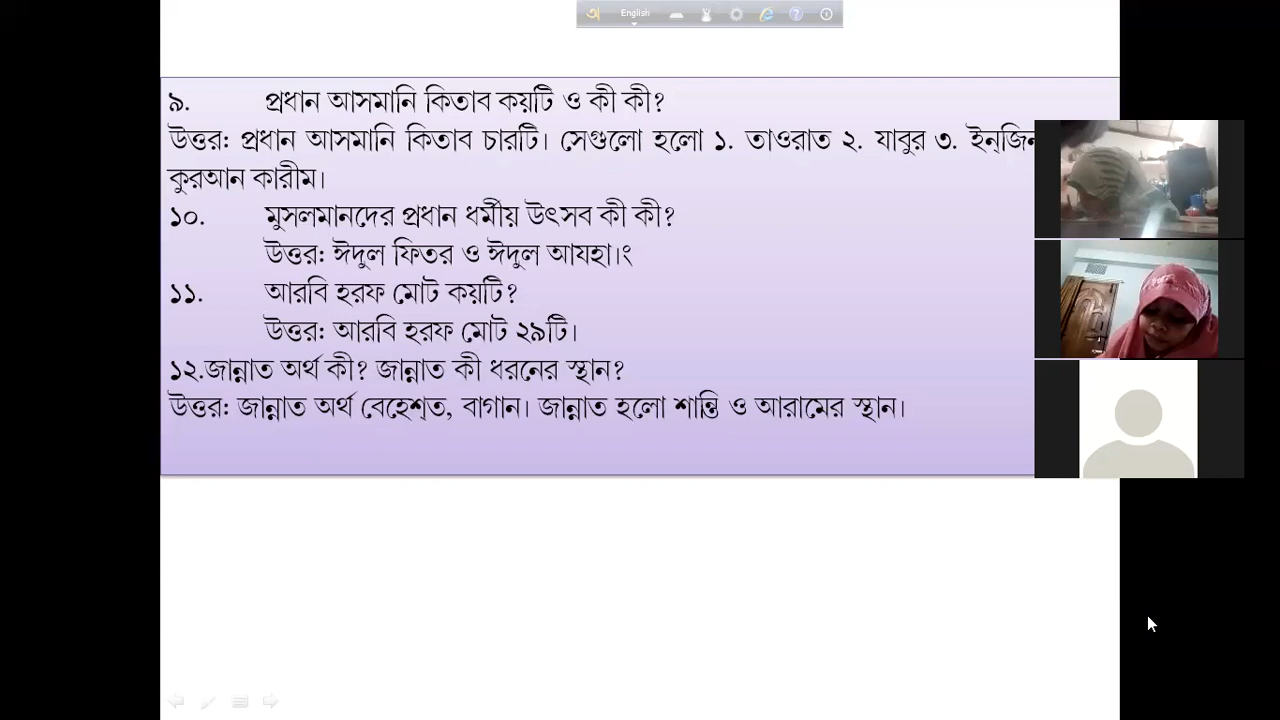 English
৯. প্রধান আসমানি কিতাব কয়টি ও কী কী?
উত্তর: প্রধান আসমানি কিতাব চারটি। সেগুলো হলো ১. তাওরাত ২. যাবুর ৩.
কুরআন কারীম।
১০. মুসলমানদের প্রধান ধর্মীয় উৎসব কী কী?
উত্তর: ঈদুল ফিতর ও ঈদুল আযহা।ং
১১. আরবি হরফ মোট কয়টি?
উত্তর: আরবি হরফ মোট ২৯টি।
১২.জান্নাত অর্থ কী? জান্নাত কী ধরনের স্থান?
উত্তর: জান্নাত অর্থ বেহেশ্ত, বাগান। জান্নাত হলো শান্তি ও আরামের স্থান।